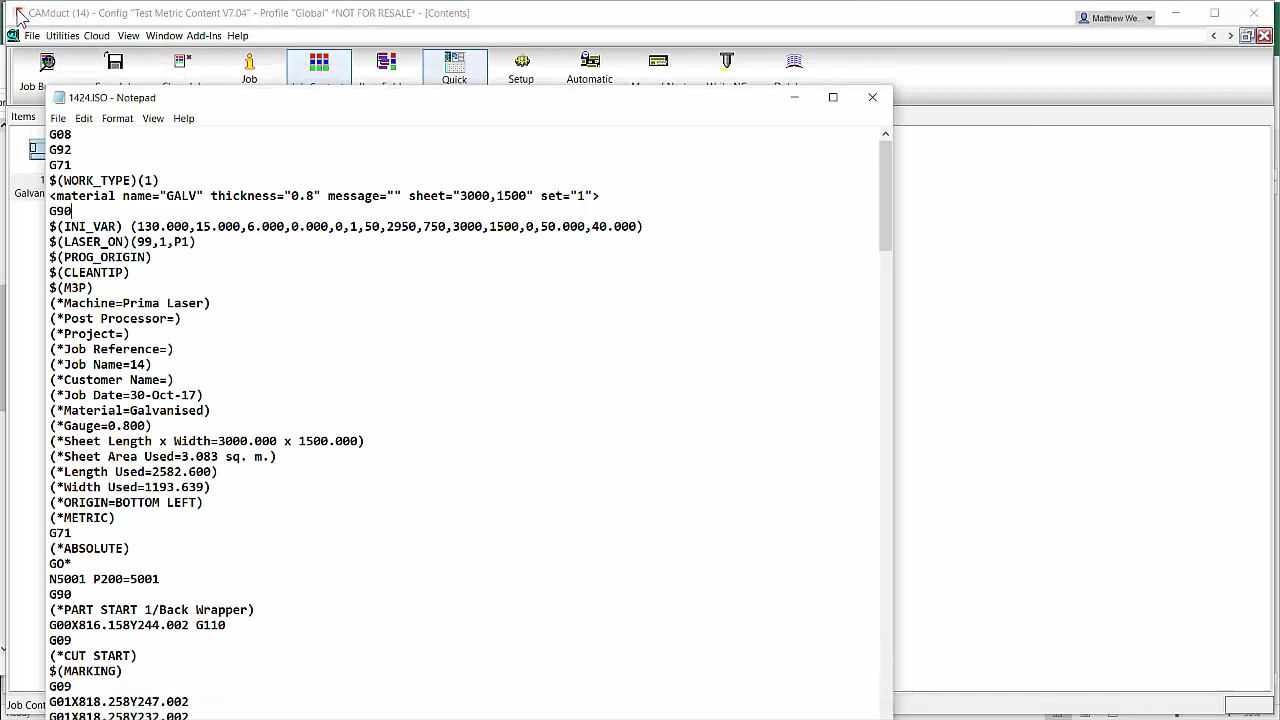 CAMduct (14) - Config "Test Metric Content V7.04" - Profile "Global" *NOT FOR RESALE* - [Contents]
Matthew We...
File Utilities Cloud View Window Add-Ins Help
Job
Quick
Setup
Automatic
Items
Galvan
1424.ISO - Notepad
File Edit Format View Help
G08
G92
G71
$(WORK_TYPE)(1)
<material name="GALV" thickness="0.8" message="" sheet="3000,1500" set="1">
G90
$(INI_VAR) (130.000,15.000,6.000,0.000,0,1,50,2950,750,3000,1500,0,50.000,40.000)
$(LASER_ON)(99,1,P1)
$(PROG_ORIGIN)
$(CLEANTIP)
$(M3P)
(*Machine=Prima Laser)
(*Post Processor=)
(*Project=)
(*Job Reference=)
(*Job Name=14)
(*Customer Name=)
(*Job Date=30-Oct-17)
(*Material=Galvanised)
(*Gauge=0.800)
(*Sheet Length x Width=3000.000 x 1500.000)
(*Sheet Area Used=3.083 sq. m.)
(*Length Used=2582.600)
(*Width Used=1193.639)
(*ORIGIN=BOTTOM LEFT)
(*METRIC)
G71
(*ABSOLUTE)
GO*
N5001 P200=5001
G90
(*PART START 1/Back Wrapper)
G00X816.158Y244.002 G110
G09
(*CUT START)
$(MARKING)
G09
G01X818.258Y247.002
G01X818.258Y232.002
Job Cont